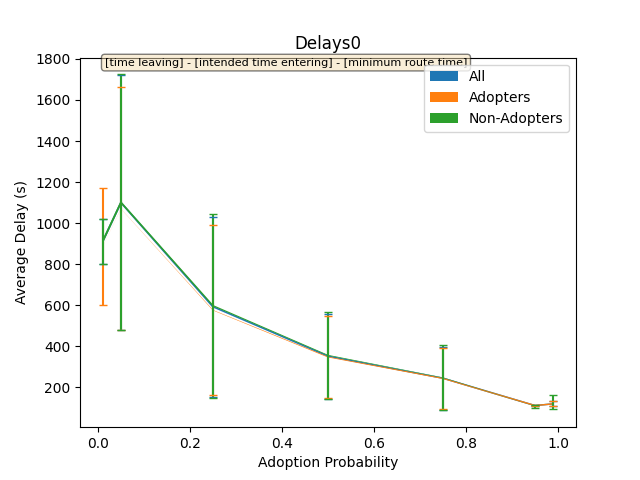 Delays0
[time leaving] - [intended time entering] - [minimum route time]
All
Adopters
Non-Adopters
Average Delay (s)
1800
1600
1400
1200
1000
800
600
400
200
0.0 0.2 0.4 0.6 0.8 1.0
Adoption Probability